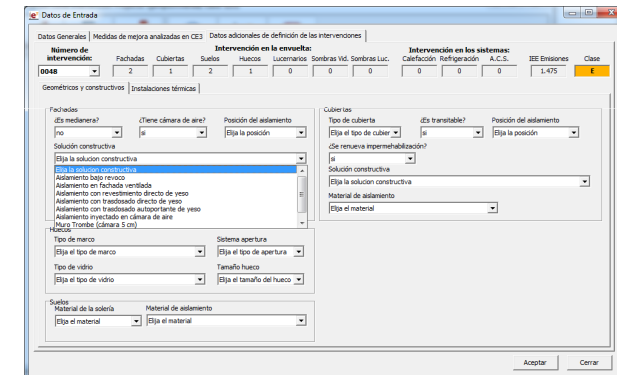 Datos de Entrada
Datos Generales Medidas de mejora analizadas en CE3 Datos adicionales de definición de las intervenciones
Número de intervención: Intervención en la envuelta: Intervención en los sistemas:
Fachadas Cubiertas Suelos Huecos Lucernarios Sombras Vid. Sombras Luc. Calefacción Refrigeración A.C.S. IEE Emisiones Clase
0048 2 1 2 1 0 0 0 0 0 0 1.475 E
Geométricos y constructivos Instalaciones térmicas
Fachadas
¿Es medianera? ¿Tiene cámara de aire? Posición del aislamiento
no si Elija la posición
Solución constructiva
Elija la solucion constructiva
Elija la solucion constructiva
Aislamiento bajo revoco
Aislamiento en fachada ventilada
Aislamiento con revestimiento directo de yeso
Aislamiento con trasdosado directo de yeso
Aislamiento con trasdosado autoportante de yeso
Aislamiento inyectado en cámara de aire
Muro Trombe (cámara 5 cm)
Cubiertas
Tipo de cubierta ¿Es transitable? Posición del aislamiento
Elija el tipo de cubier si Elija la posición
¿Se renueva impermehabilización?
si
Solución constructiva
Elija la solucion constructiva
Material de aislamiento
Elija el material
Huecos
Tipo de marco Sistema apertura
Elija el tipo de marco Elija el tipo de apertura
Tipo de vidrio Tamaño hueco
Elija el tipo de vidrio Elija el tamaño del hueco
Suelos
Material de la solería Material de aislamiento
Elija el material Elija el material
Aceptar Cerrar